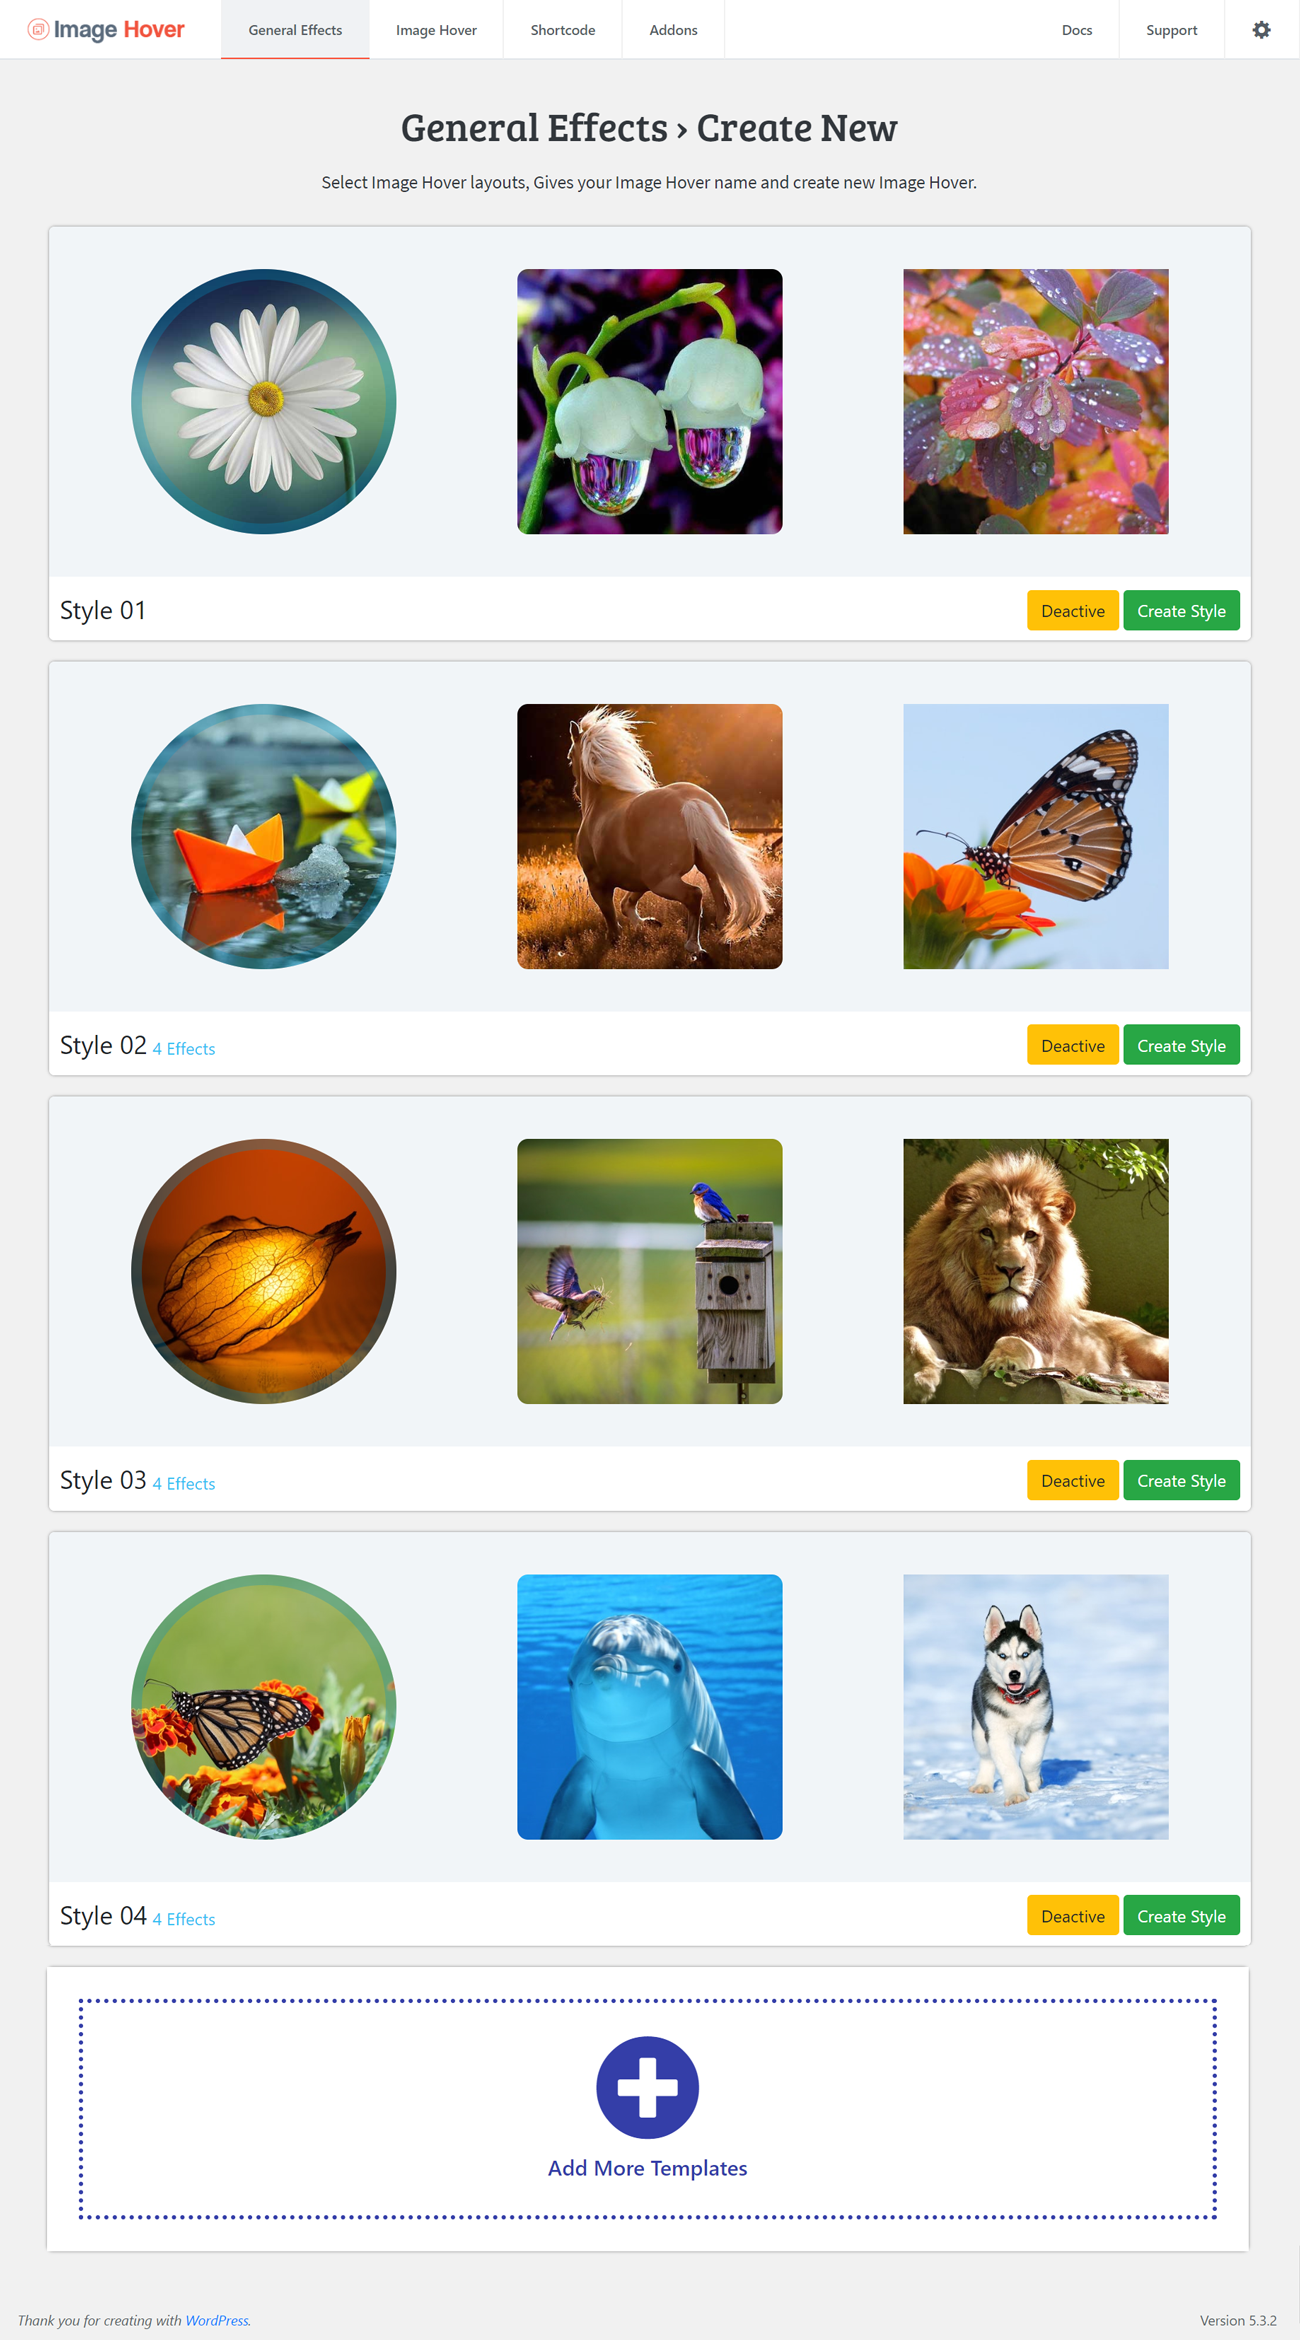 Image Hover
General Effects
Image Hover
Shortcode
Addons
Docs
Support
General Effects › Create New
Select Image Hover layouts, Gives your Image Hover name and create new Image Hover.
Style 01
Deactive
Create Style
Style 02 4 Effects
Deactive
Create Style
Style 03 4 Effects
Deactive
Create Style
Style 04 4 Effects
Deactive
Create Style
Add More Templates
Thank you for creating with WordPress.
Version 5.3.2